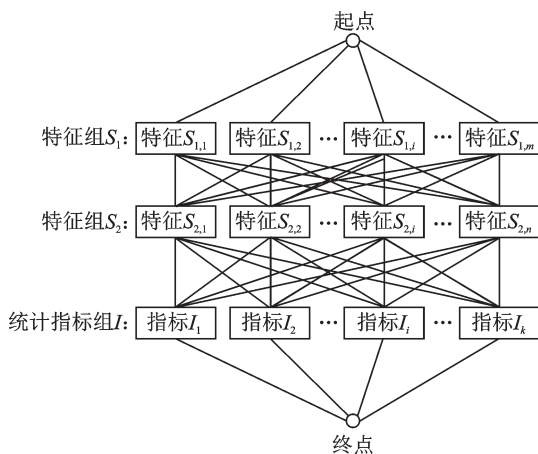 起点
特征组S₁: 特征S₁,₁ 特征S₁,₂ ··· 特征S₁,ᵢ ··· 特征S₁,ₘ
特征组S₂: 特征S₂,₁ 特征S₂,₂ ··· 特征S₂,ᵢ ··· 特征S₂,ₙ
统计指标组I: 指标I₁ 指标I₂ ··· 指标Iᵢ ··· 指标Iₖ
终点